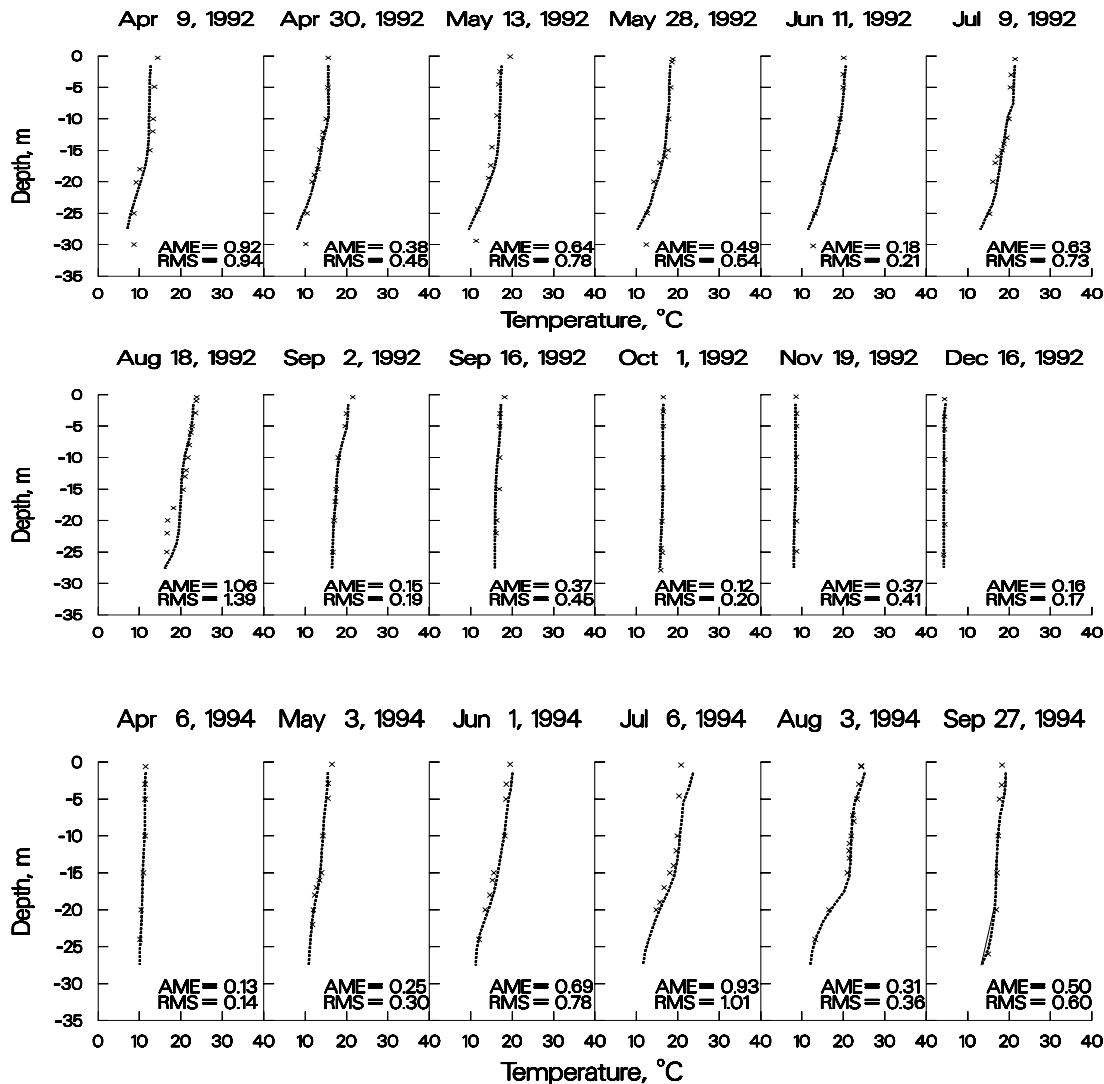 Apr 9, 1992 Apr 30, 1992 May 13, 1992 May 28, 1992 Jun 11, 1992 Jul 9, 1992
0
-5
-10
-15
-20
-25
-30
-35
Depth, m
AME= 0.92 AME= 0.38 AME= 0.64 AME= 0.49 AME= 0.18 AME= 0.63
RMS= 0.94 RMS= 0.45 RMS= 0.78 RMS= 0.54 RMS= 0.21 RMS= 0.73
0 10 20 30 40 10 20 30 40 10 20 30 40 10 20 30 40 10 20 30 40 10 20 30 40
Temperature, °C
Aug 18, 1992 Sep 2, 1992 Sep 16, 1992 Oct 1, 1992 Nov 19, 1992 Dec 16, 1992
0
-5
-10
-15
-20
-25
-30
-35
Depth, m
AME= 1.06 AME= 0.15 AME= 0.37 AME= 0.12 AME= 0.37 AME= 0.16
RMS= 1.39 RMS= 0.19 RMS= 0.45 RMS= 0.20 RMS= 0.41 RMS= 0.17
0 10 20 30 40 10 20 30 40 10 20 30 40 10 20 30 40 10 20 30 40 10 20 30 40
Apr 6, 1994 May 3, 1994 Jun 1, 1994 Jul 6, 1994 Aug 3, 1994 Sep 27, 1994
0
-5
-10
-15
-20
-25
-30
-35
Depth, m
AME= 0.13 AME= 0.25 AME= 0.69 AME= 0.93 AME= 0.31 AME= 0.50
RMS= 0.14 RMS= 0.30 RMS= 0.78 RMS= 1.01 RMS= 0.36 RMS= 0.60
0 10 20 30 40 10 20 30 40 10 20 30 40 10 20 30 40 10 20 30 40 10 20 30 40
Temperature, °C